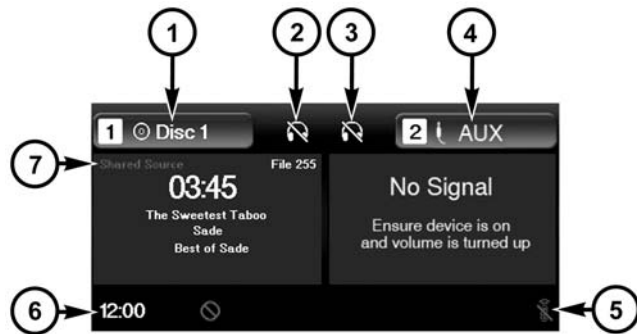 1 2 3 4
1 Disc 1
2 AUX
7
Shared Source File 255
03:45
The Sweetest Taboo
Sade
Best of Sade
No Signal
Ensure device is on
and volume is turned up
6 12:00
5